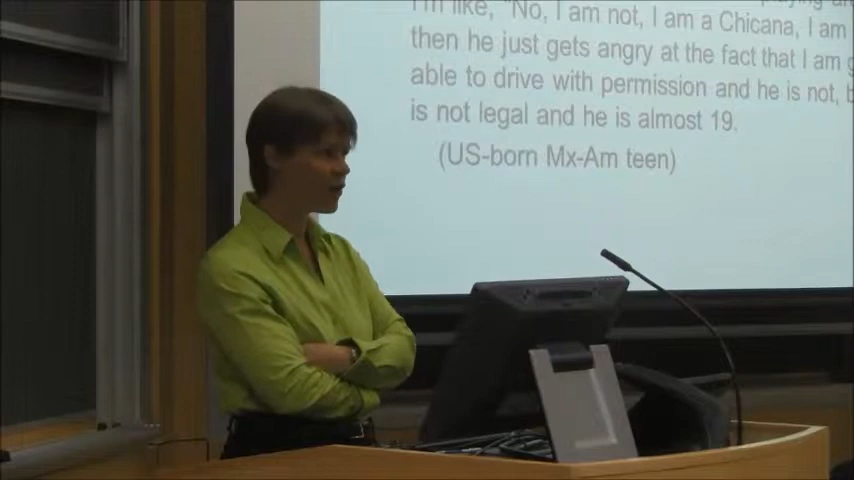 I'm like, "No, I am not, I am a Chicana, I am
then he just gets angry at the fact that I am
able to drive with permission and he is not,
is not legal and he is almost 19.
(US-born Mx-Am teen)